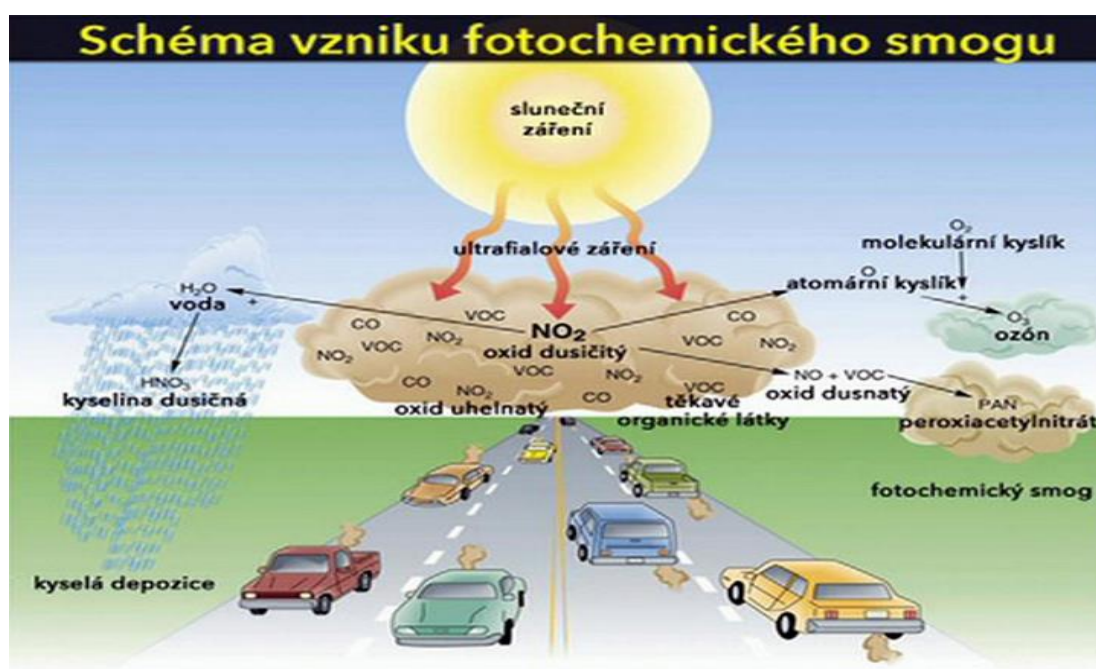 Schéma vzniku fotochemického smogu
sluneční
záření
ultrafialové záření
O₂
molekulární kyslík
O
atomární kyslík
+
O₃
ozón
H₂O
voda
+
HNO₃
kyselina dusičná
kyselá depozice
CO
VOC
NO₂
VOC
NO₂
NO₂
oxid dusičitý
VOC
CO
VOC
NO₂
CO
NO₂
NO₂
CO
VOC
oxid uhelnatý
těkavé
organické látky
NO + VOC
oxid dusnatý
PAN
peroxiacetylnitrát
fotochemický smog